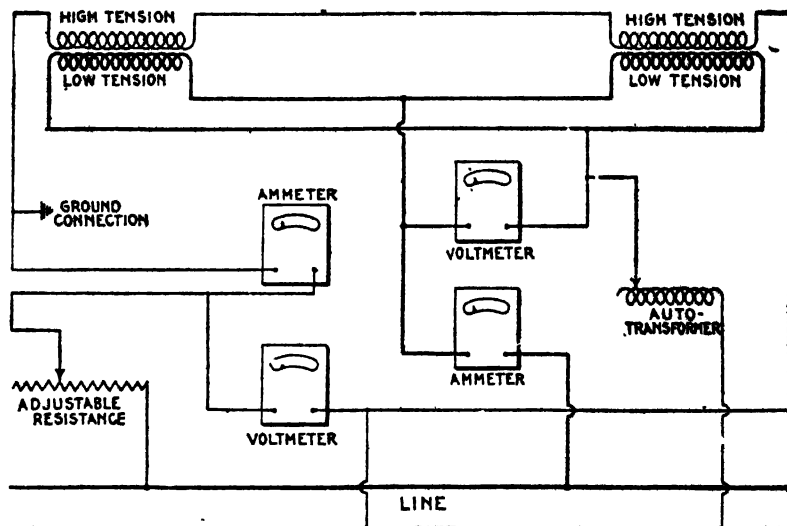 HIGH TENSION
LOW TENSION
HIGH TENSION
LOW TENSION
GROUND
CONNECTION
AMMETER
VOLTMETER
AUTO-
TRANSFORMER
AMMETER
ADJUSTABLE
RESISTANCE
VOLTMETER
LINE